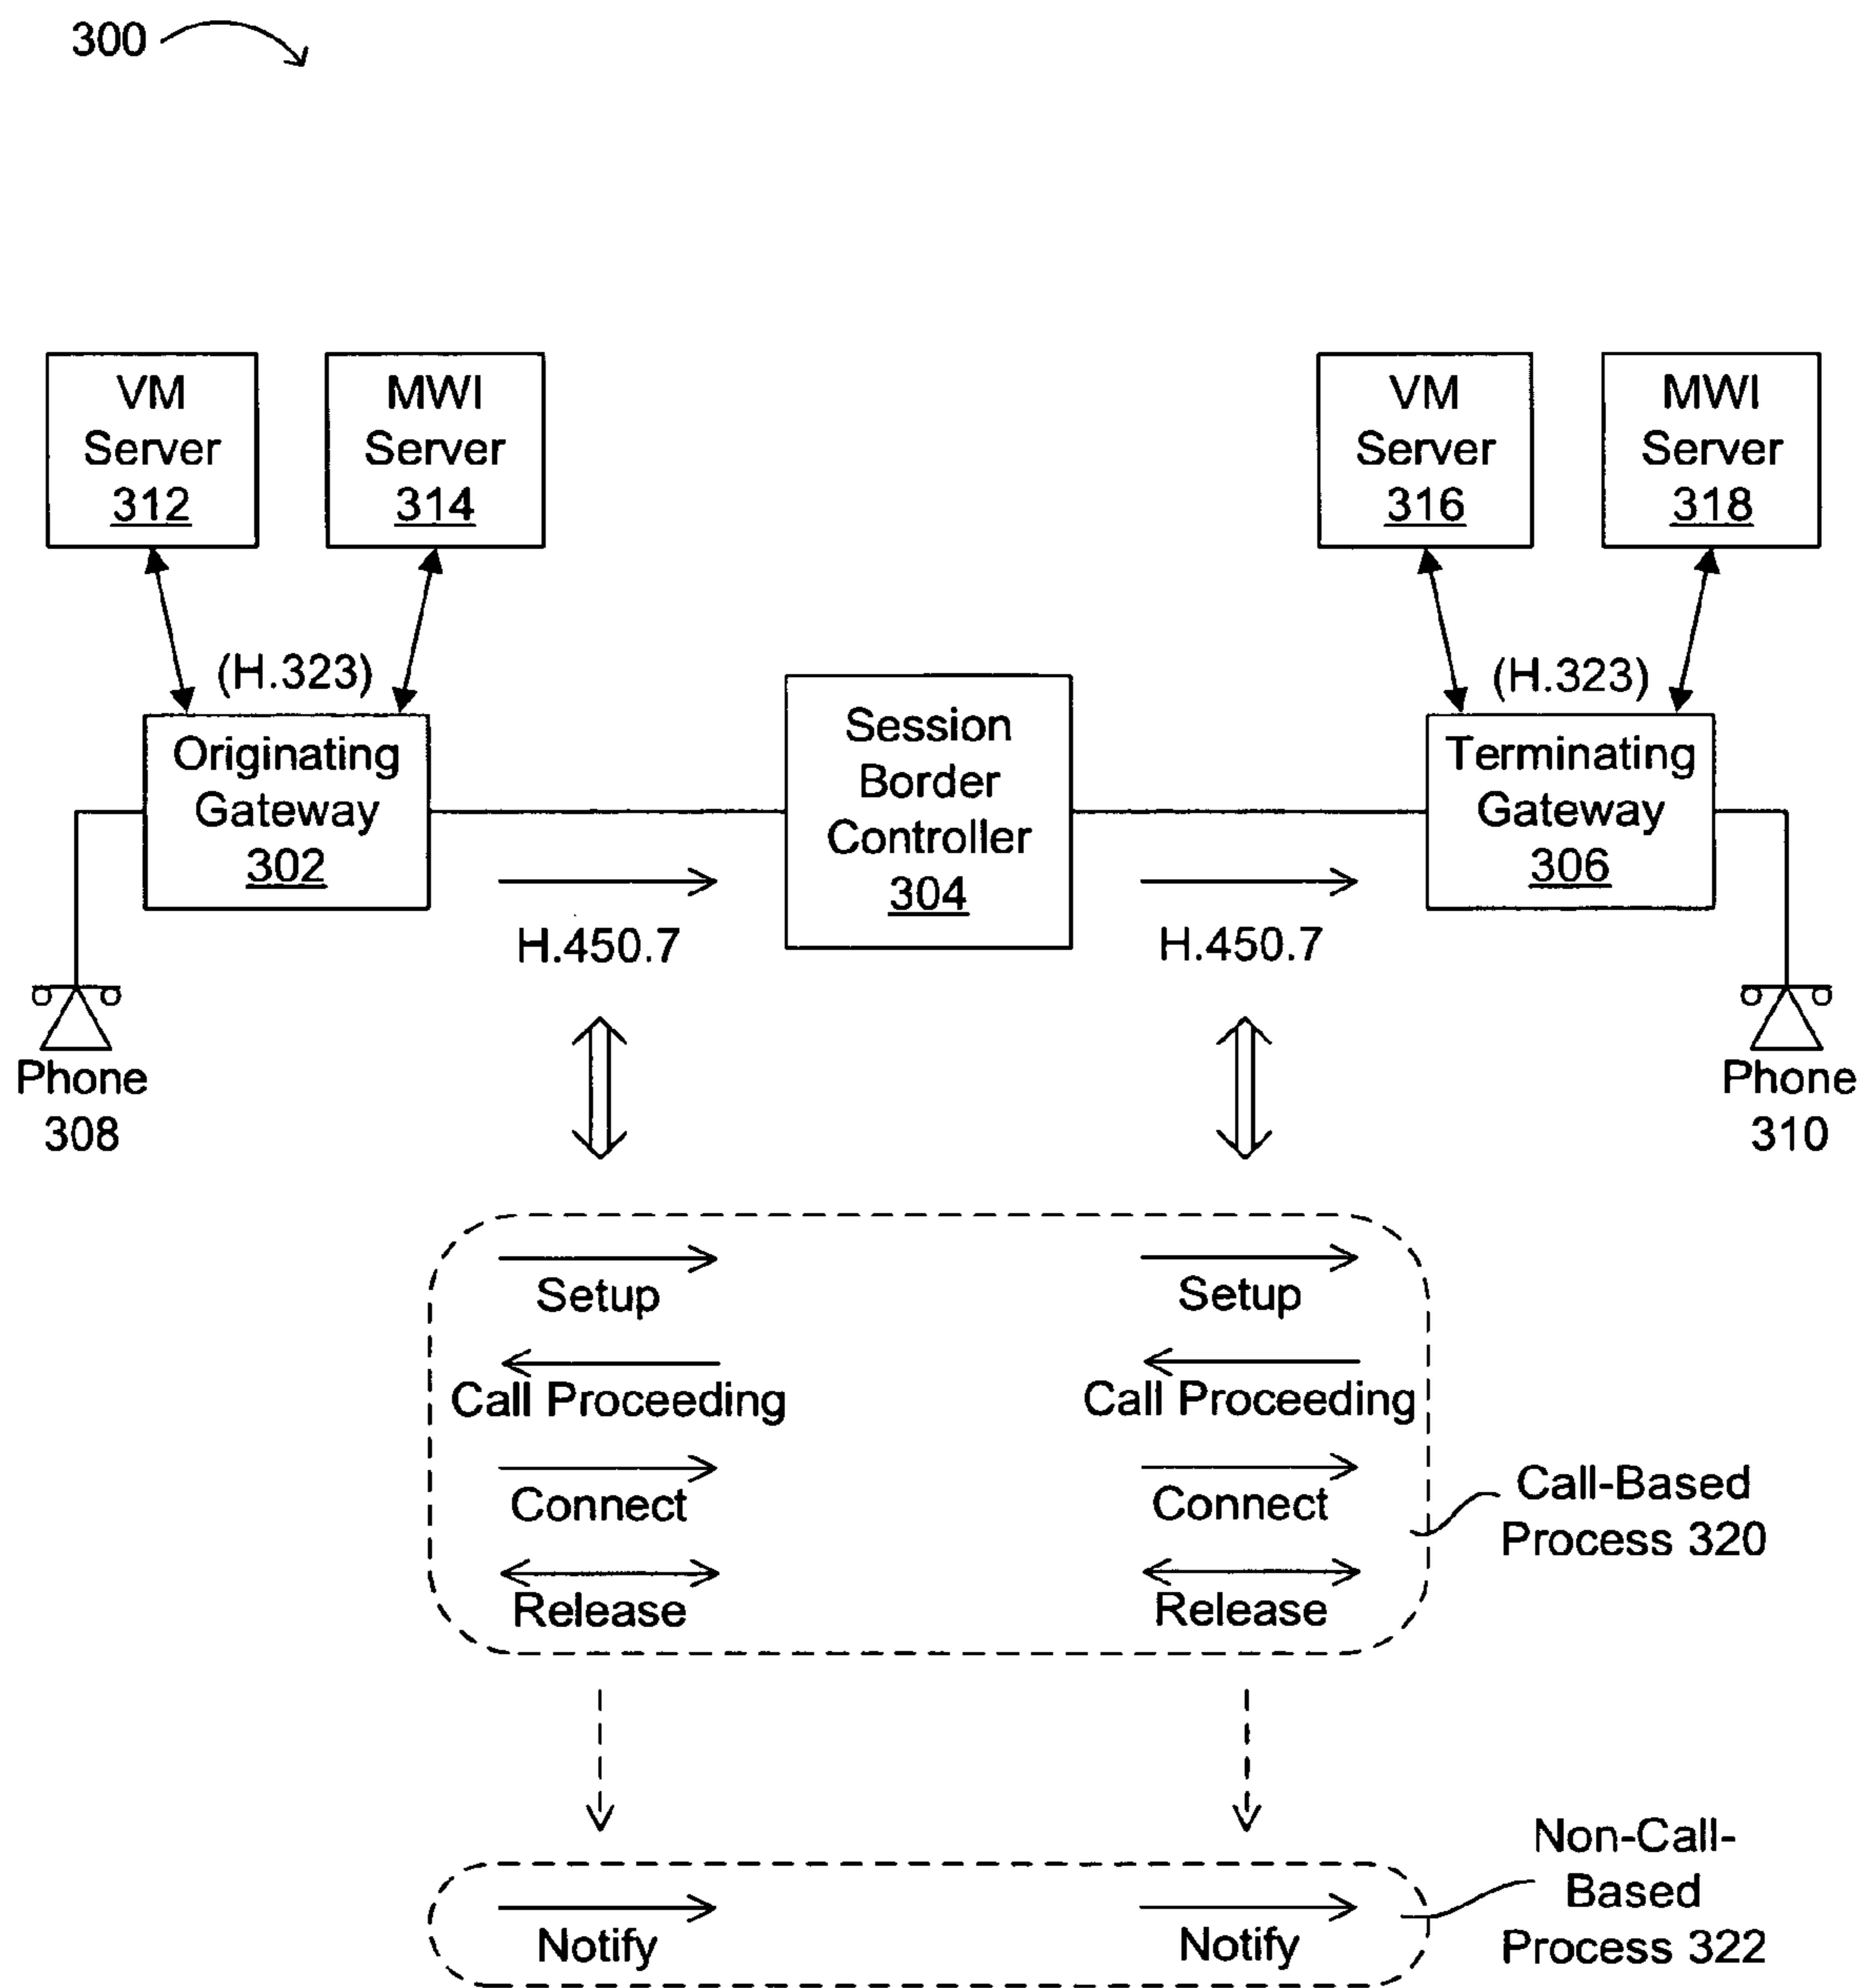 300
VM
Server
312
MWI
Server
314
VM
Server
316
MWI
Server
318
(H.323)
(H.323)
Originating
Gateway
302
Session
Border
Controller
304
Terminating
Gateway
306
H.450.7
H.450.7
Phone
308
Phone
310
Setup
Setup
Call Proceeding
Call Proceeding
Connect
Connect
Release
Release
Call-Based
Process 320
Notify
Notify
Non-Call-
Based
Process 322